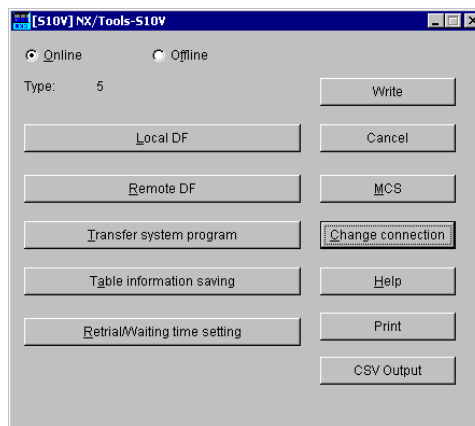 [S10V] NX/Tools-S10V
Online
Offline
Type: 5
Write
Local DF
Cancel
Remote DF
MCS
Transfer system program
Change connection
Table information saving
Help
Retrial/Waiting time setting
Print
CSV Output